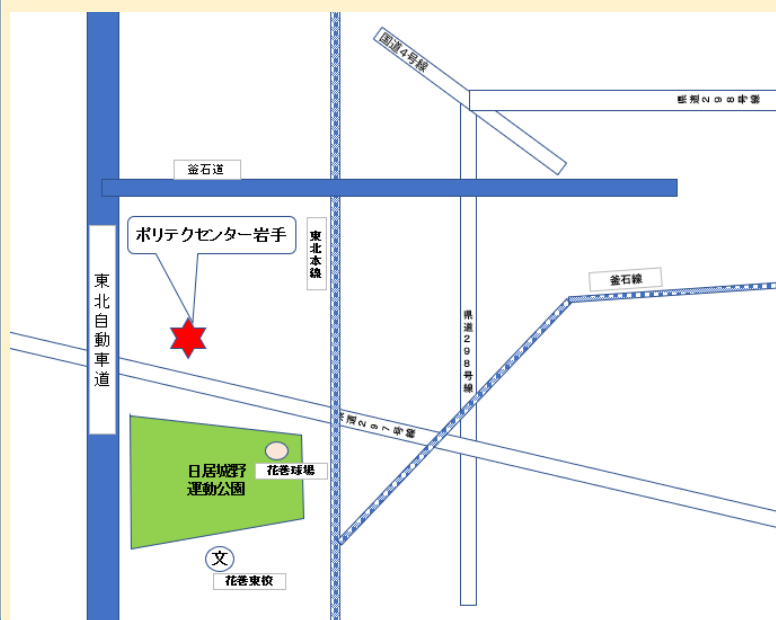 国道4号線
県道298号線
釜石道
ポリテクセンター岩手
東北本線
釜石線
東北自動車道
県道298号線
県道297号線
日居城野
運動公園
花巻球場
文
花巻東校